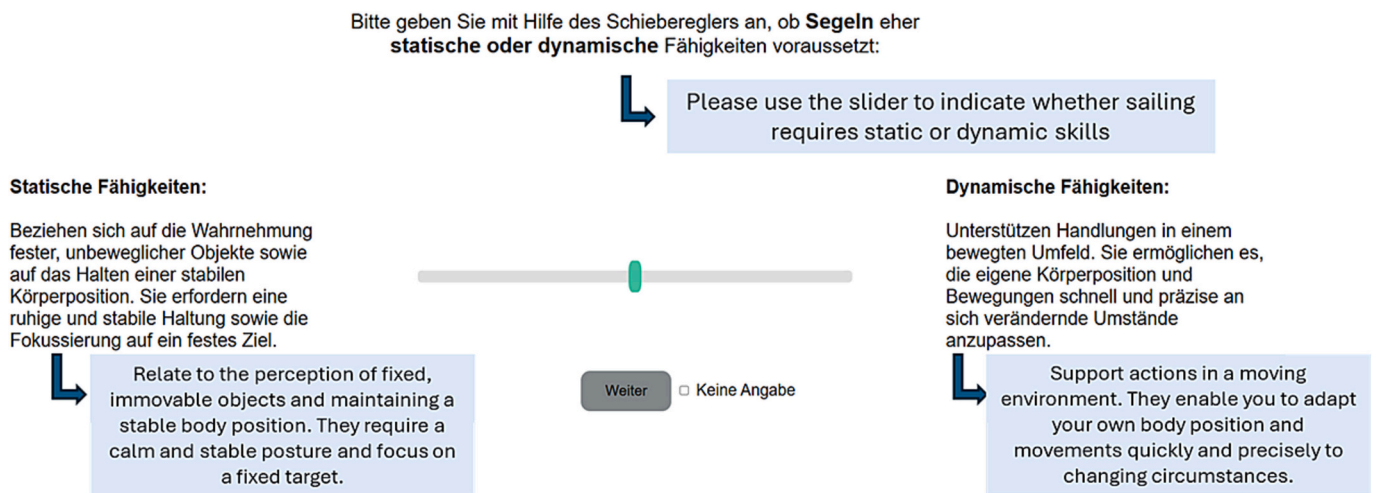 Bitte geben Sie mit Hilfe des Schiebereglers an, ob Segeln eher
statische oder dynamische Fähigkeiten voraussetzt:
Please use the slider to indicate whether sailing
requires static or dynamic skills
Statische Fähigkeiten:
Beziehen sich auf die Wahrnehmung
fester, unbeweglicher Objekte sowie
auf das Halten einer stabilen
Körperposition. Sie erfordern eine
ruhige und stabile Haltung sowie die
Fokussierung auf ein festes Ziel.
Relate to the perception of fixed,
immovable objects and maintaining a
stable body position. They require a
calm and stable posture and focus on
a fixed target.
Weiter
Keine Angabe
Dynamische Fähigkeiten:
Unterstützen Handlungen in einem
bewegten Umfeld. Sie ermöglichen es,
die eigene Körperposition und
Bewegungen schnell und präzise an
sich verändernde Umstände
anzupassen.
Support actions in a moving
environment. They enable you to adapt
your own body position and
movements quickly and precisely to
changing circumstances.